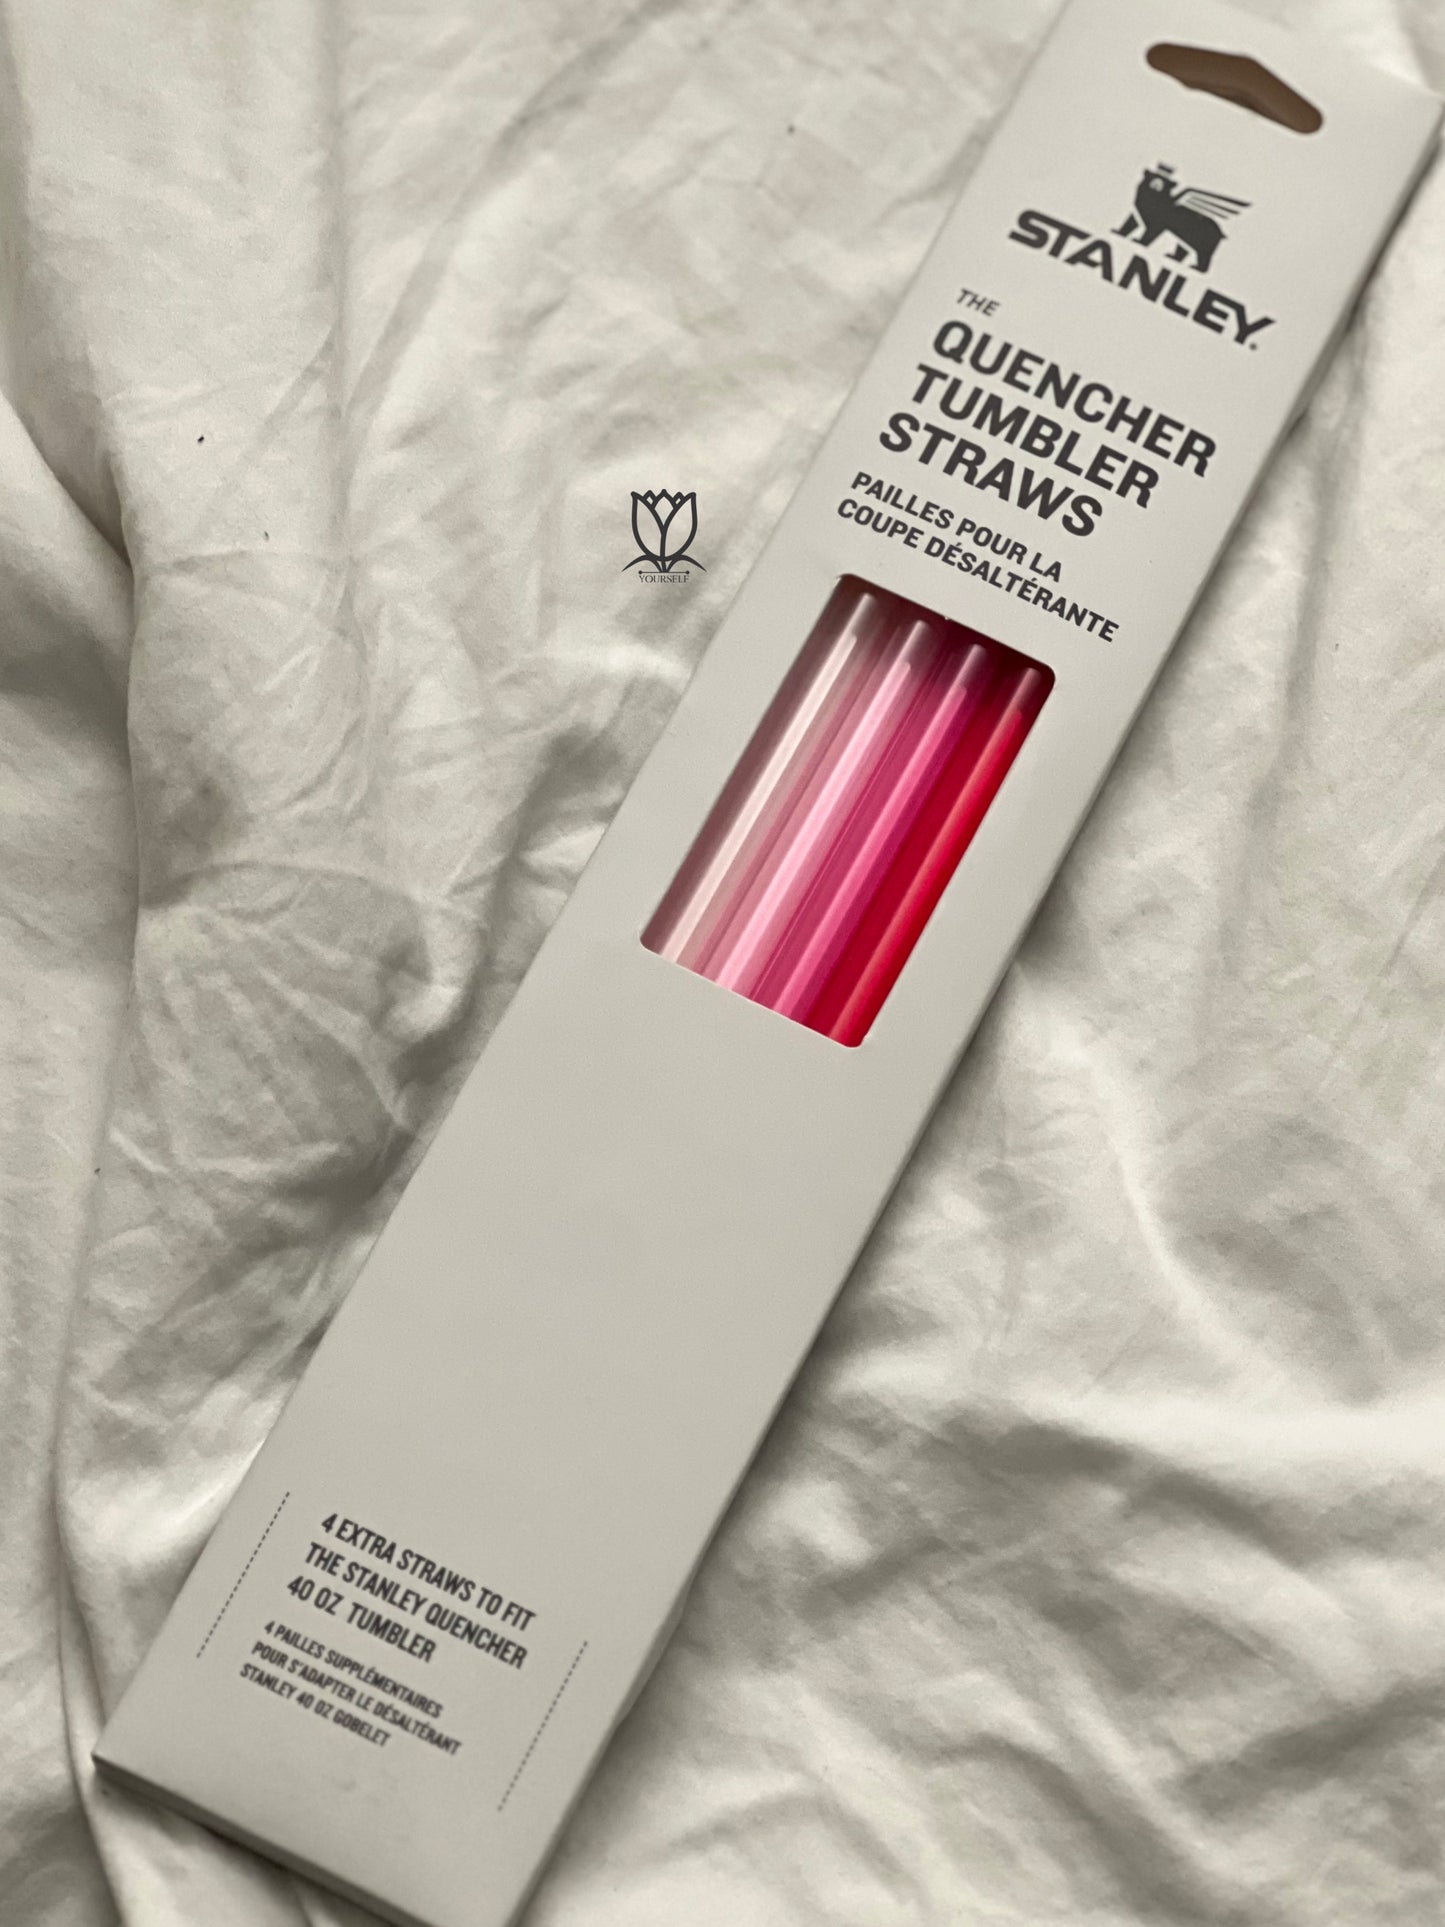 STANLEY
THE
QUENCHER
TUMBLER
STRAWS
PAILLES POUR LA
COUPE DÉSALTÉRANTE
YOURSELF
4 EXTRA STRAWS TO FIT
THE STANLEY QUENCHER
40 OZ TUMBLER
4 PAILLES SUPPLÉMENTAIRES
POUR S'ADAPTER LE DÉSALTÉRANT
STANLEY 40 OZ GOBELET